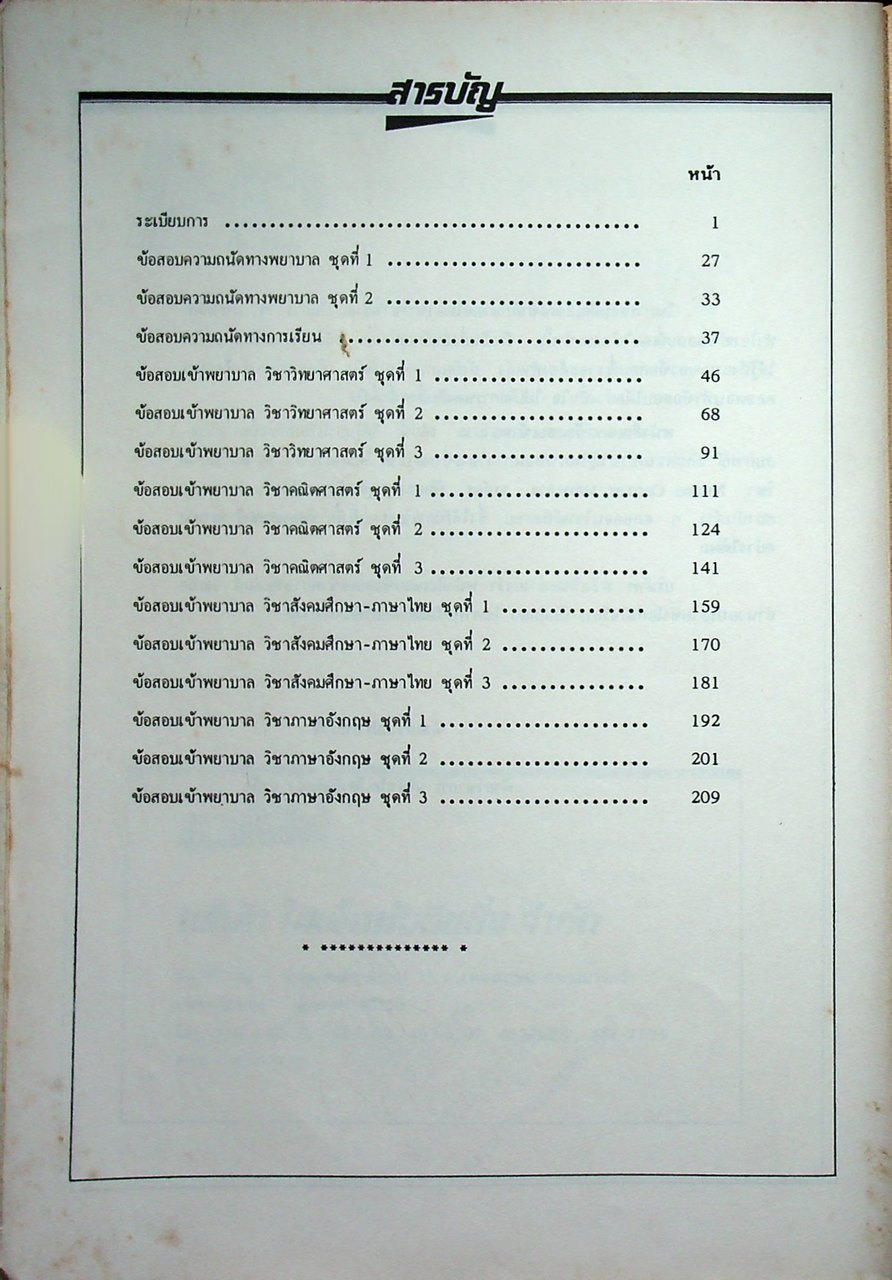 สารบัญ
หน้า
ระเบียบการ ............................................... 1
ข้อสอบความถนัดทางพยาบาล ชุดที่ 1 ............................. 27
ข้อสอบความถนัดทางพยาบาล ชุดที่ 2 ............................. 33
ข้อสอบความถนัดทางการเรียน .................................. 37
ข้อสอบเข้าพยาบาล วิชาวิทยาศาสตร์ ชุดที่ 1 ........................ 46
ข้อสอบเข้าพยาบาล วิชาวิทยาศาสตร์ ชุดที่ 2 ........................ 68
ข้อสอบเข้าพยาบาล วิชาวิทยาศาสตร์ ชุดที่ 3 ........................ 91
ข้อสอบเข้าพยาบาล วิชาคณิตศาสตร์ ชุดที่ 1 ........................ 111
ข้อสอบเข้าพยาบาล วิชาคณิตศาสตร์ ชุดที่ 2 ........................ 124
ข้อสอบเข้าพยาบาล วิชาคณิตศาสตร์ ชุดที่ 3 ........................ 141
ข้อสอบเข้าพยาบาล วิชาสังคมศึกษา-ภาษาไทย ชุดที่ 1 ................ 159
ข้อสอบเข้าพยาบาล วิชาสังคมศึกษา-ภาษาไทย ชุดที่ 2 ................ 170
ข้อสอบเข้าพยาบาล วิชาสังคมศึกษา-ภาษาไทย ชุดที่ 3 ................ 181
ข้อสอบเข้าพยาบาล วิชาภาษาอังกฤษ ชุดที่ 1 ........................ 192
ข้อสอบเข้าพยาบาล วิชาภาษาอังกฤษ ชุดที่ 2 ........................ 201
ข้อสอบเข้าพยาบาล วิชาภาษาอังกฤษ ชุดที่ 3 ........................ 209
* ************** *